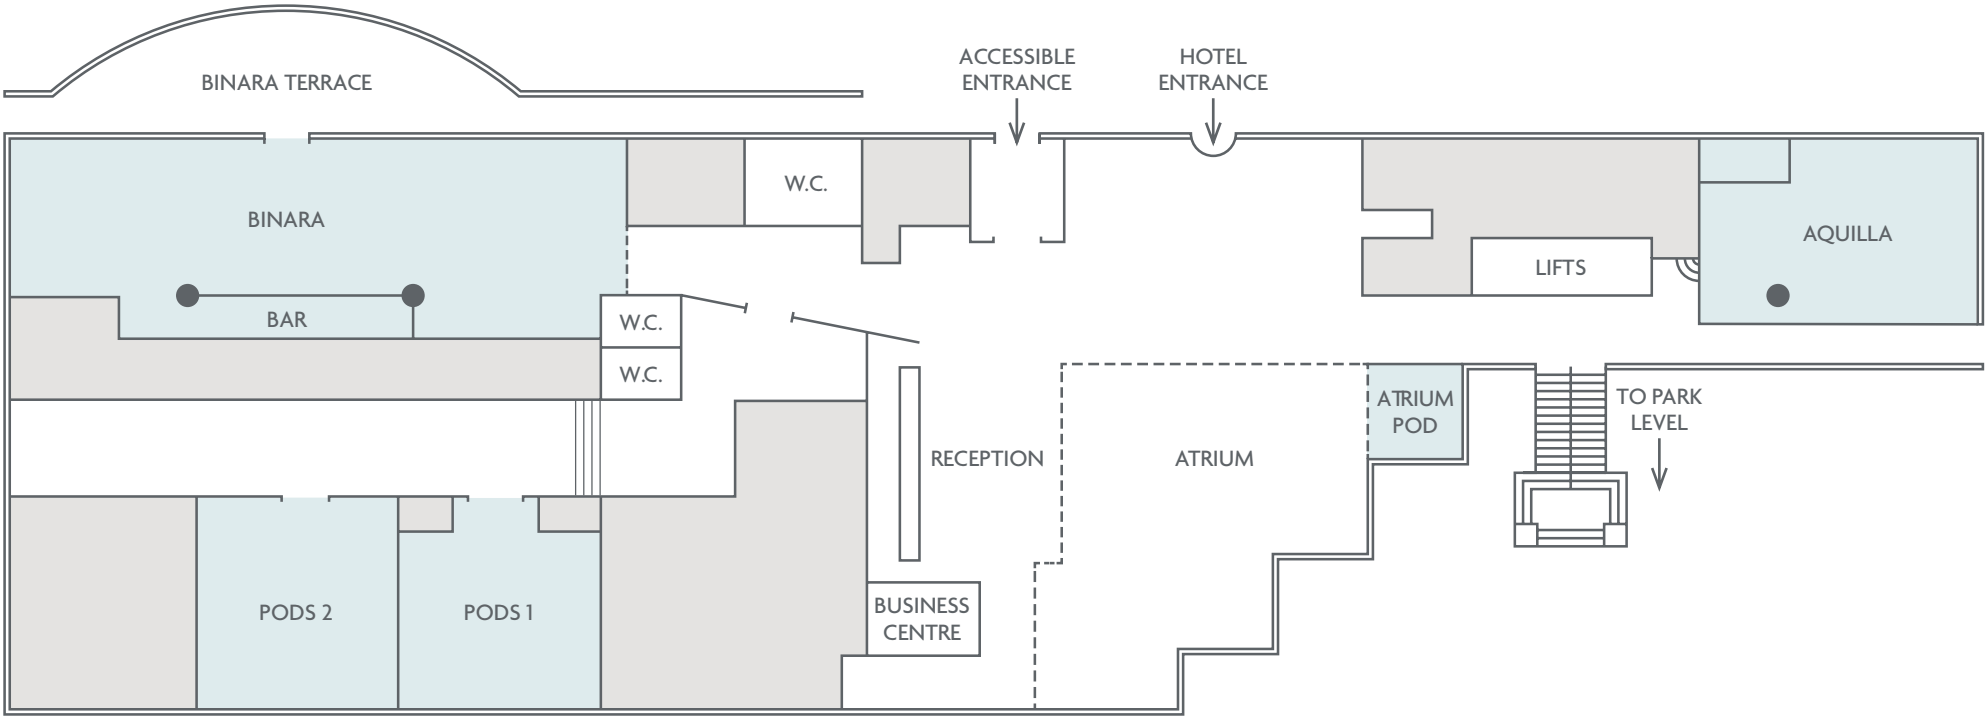 ACCESSIBLE
ENTRANCE
HOTEL
ENTRANCE
BINARA TERRACE
W.C.
BINARA
AQUILLA
LIFTS
BAR
W.C.
W.C.
ATRIUM
POD
TO PARK
LEVEL
RECEPTION
ATRIUM
PODS 2
PODS 1
BUSINESS
CENTRE